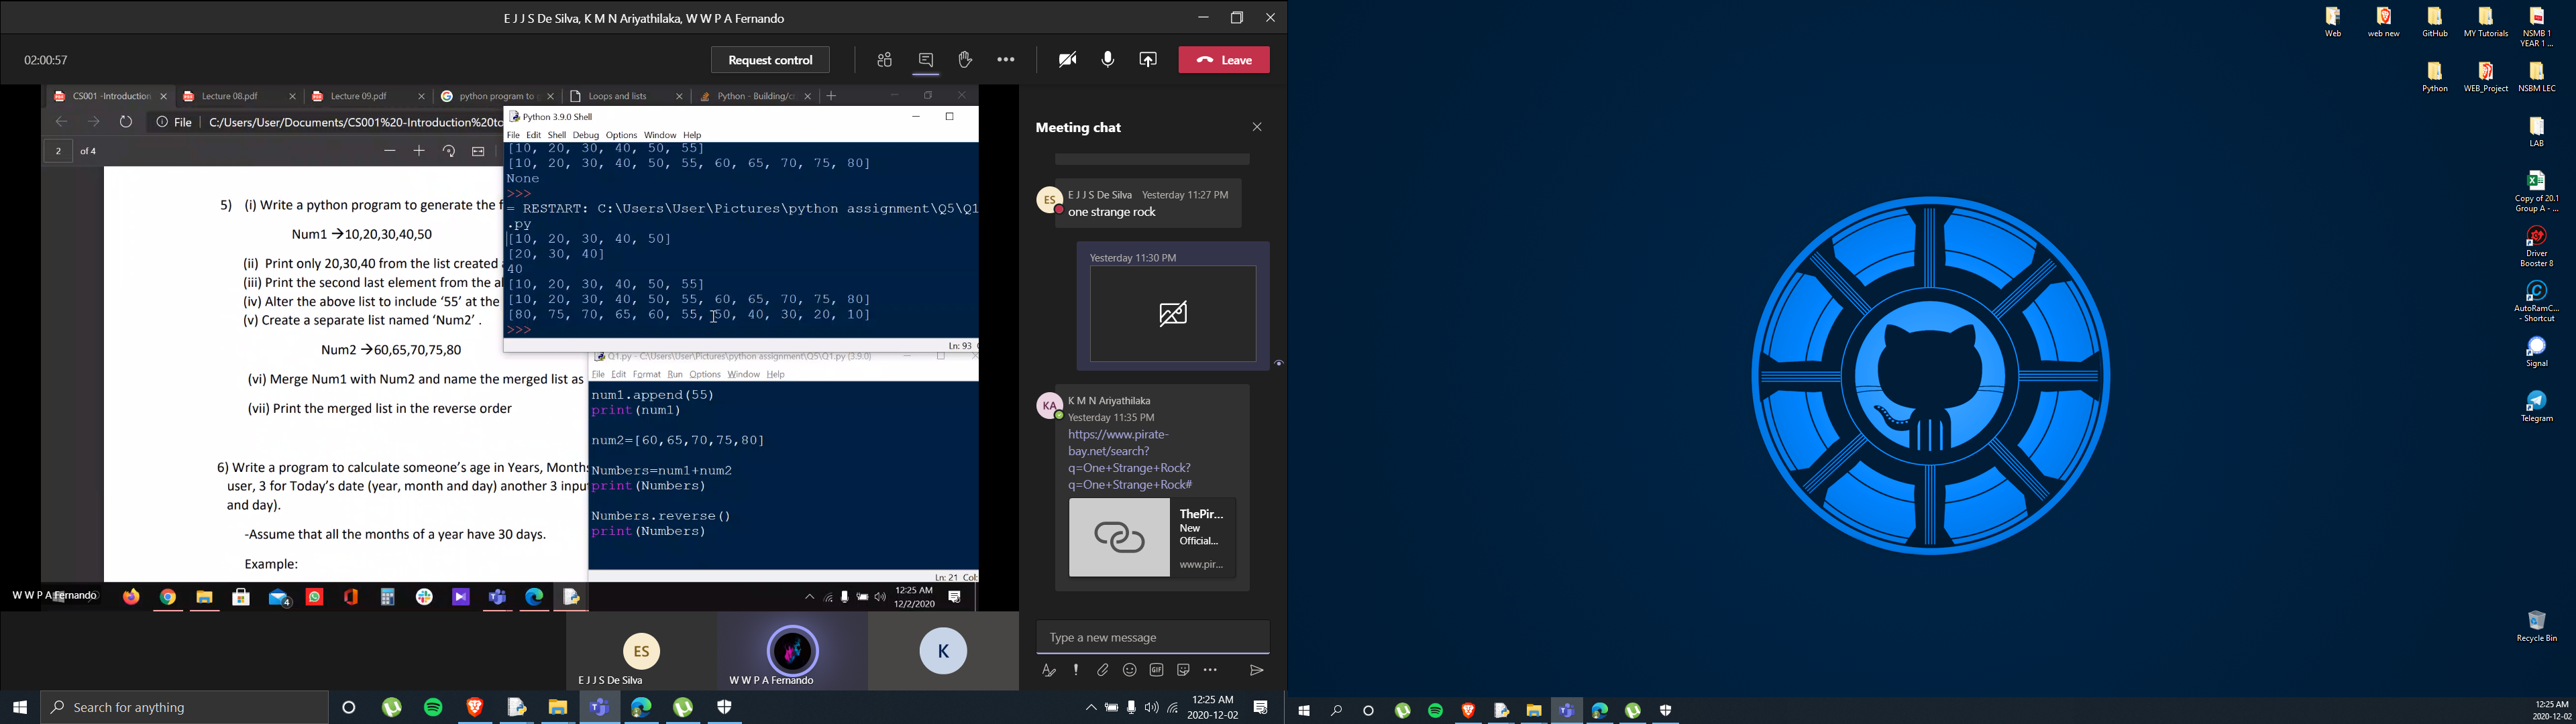 E J J S De Silva, K M N Ariyathilaka, W W P A Fernando
02:00:57
Request control
Leave
CS001 -Introduction
Lecture 08.pdf
Lecture 09.pdf
python program to
Loops and lists
Python - Building/c
File
C:/Users/User/Documents/CS001%20-Introduction%20to
2 of 4
5) (i) Write a python program to generate the f
Num1 →10,20,30,40,50
(ii) Print only 20,30,40 from the list created
(iii) Print the second last element from the a
(iv) Alter the above list to include ‘55’ at the
(v) Create a separate list named ‘Num2’ .
Num2 →60,65,70,75,80
(vi) Merge Num1 with Num2 and name the merged list as
(vii) Print the merged list in the reverse order
6) Write a program to calculate someone’s age in Years, Month
user, 3 for Today’s date (year, month and day) another 3 inpu
and day).
-Assume that all the months of a year have 30 days.
Example:
Python 3.9.0 Shell
File Edit Shell Debug Options Window Help
[10, 20, 30, 40, 50, 55]
[10, 20, 30, 40, 50, 55, 60, 65, 70, 75, 80]
None
>>>
= RESTART: C:\Users\User\Pictures\python assignment\Q5\Q1
.py
[10, 20, 30, 40, 50]
[20, 30, 40]
40
[10, 20, 30, 40, 50, 55]
[10, 20, 30, 40, 50, 55, 60, 65, 70, 75, 80]
[80, 75, 70, 65, 60, 55, 50, 40, 30, 20, 10]
>>>
Ln: 93
Q1.py - C:\Users\User\Pictures\python assignment\Q5\Q1.py (3.9.0)
File Edit Format Run Options Window Help
num1.append(55)
print(num1)
num2=[60,65,70,75,80]
Numbers=num1+num2
print(Numbers)
Numbers.reverse()
print(Numbers)
Ln: 21 Col:
W W P A Fernando
4
12:25 AM
12/2/2020
ES
E J J S De Silva
W W P A Fernando
K
Meeting chat
ES
E J J S De Silva Yesterday 11:27 PM
one strange rock
Yesterday 11:30 PM
KA
K M N Ariyathilaka
Yesterday 11:35 PM
https://www.pirate-
bay.net/search?
q=One+Strange+Rock?
q=One+Strange+Rock#
ThePir...
New
Official...
www.pir...
Type a new message
GIF
Search for anything
12:25 AM
2020-12-02
Web
web new
GitHub
MY Tutorials
NSMB 1
YEAR 1 ...
Python
WEB_Project
NSBM LEC
LAB
Copy of 20.1
Group A - ...
Driver
Booster 8
AutoRamC...
- Shortcut
Signal
Telegram
Recycle Bin
12:25 AM
2020-12-02